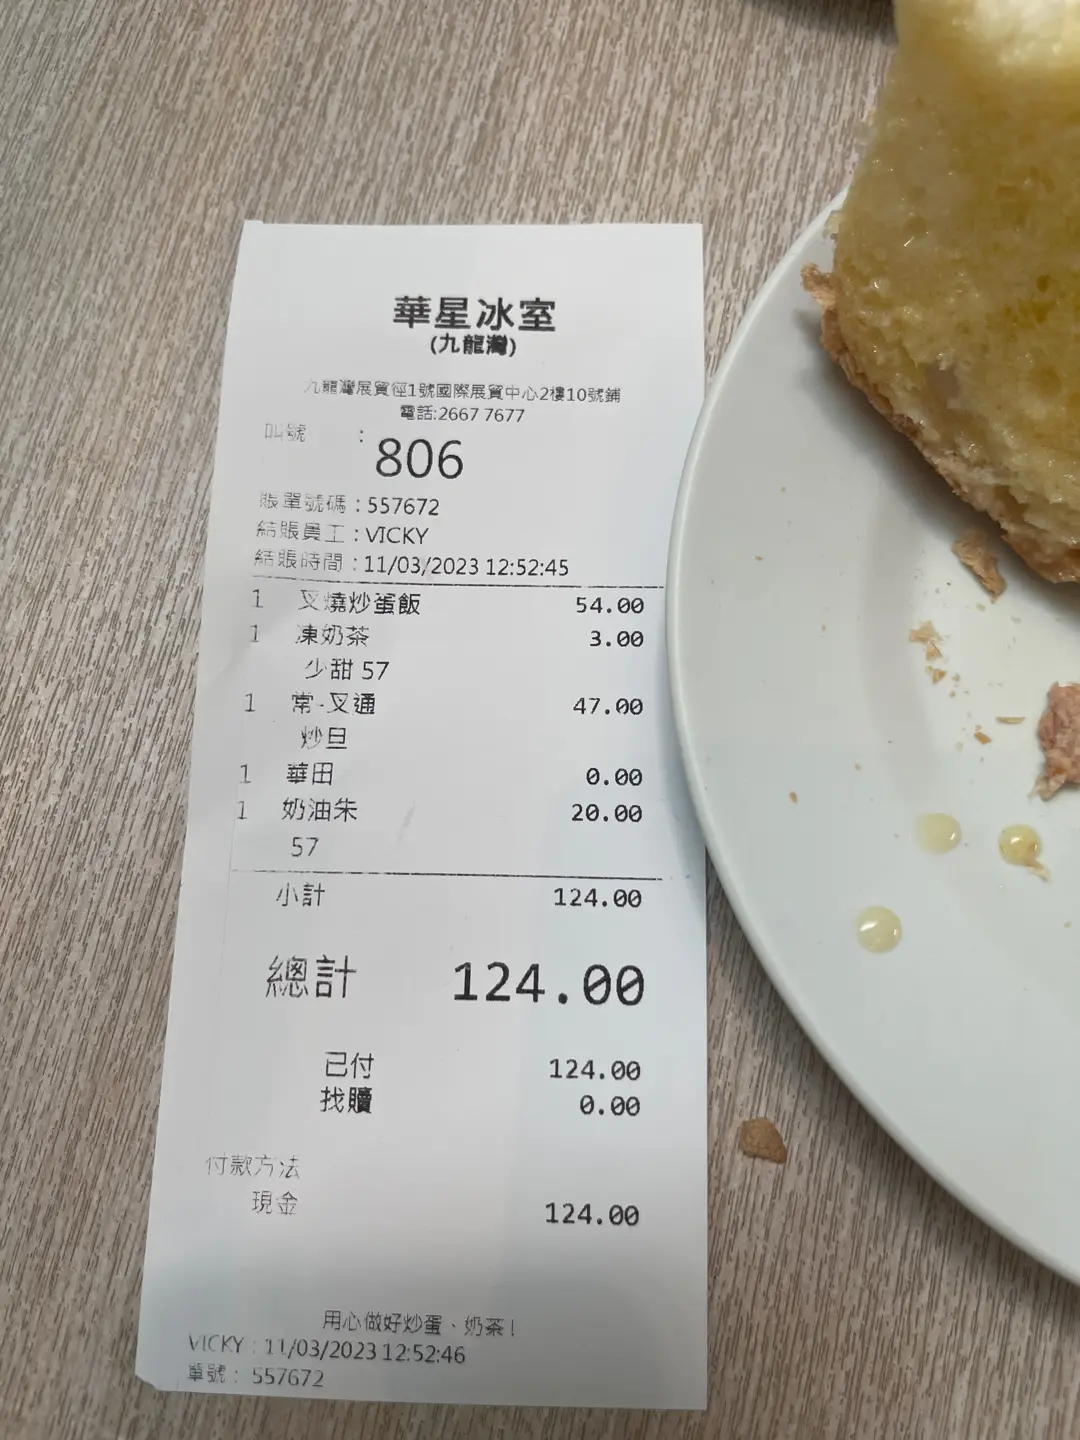 華星冰室
(九龍灣)
九龍灣展貿徑1號國際展貿中心2樓10號鋪
電話:2667 7677
叫號 : 806
賬單號碼 : 557672
結賬員工 : VICKY
結賬時間 : 11/03/2023 12:52:45
1 叉燒炒蛋飯 54.00
1 凍奶茶 3.00
少甜 57
1 常-叉通 47.00
炒旦
1 華田 0.00
1 奶油朱 20.00
57
小計 124.00
總計 124.00
已付 124.00
找贖 0.00
付款方法
現金 124.00
用心做好炒蛋、奶茶!
VICKY : 11/03/2023 12:52:46
單號 : 557672